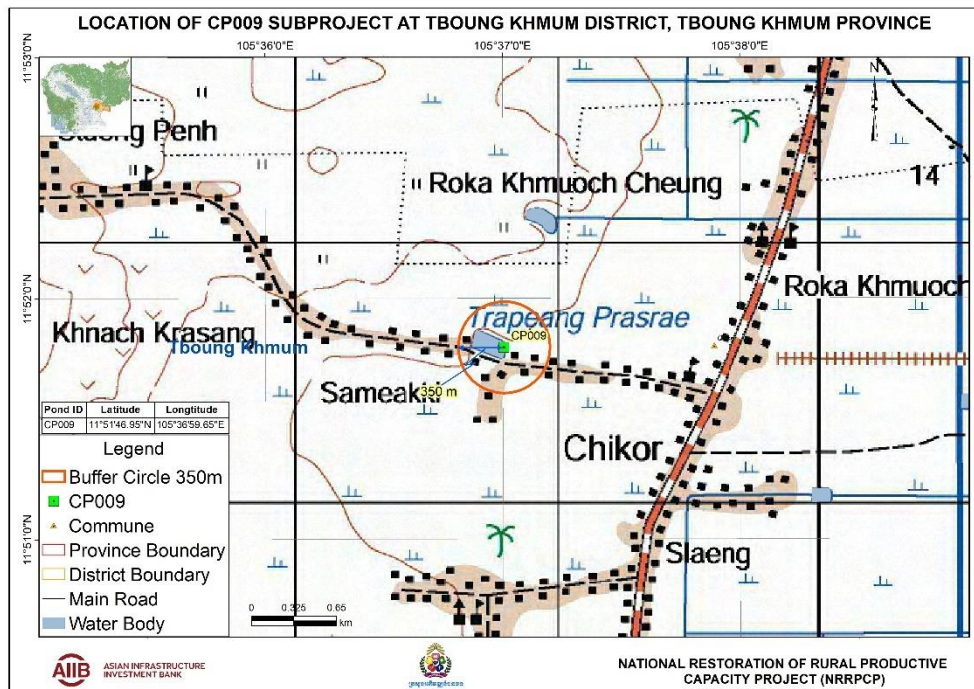 LOCATION OF CP009 SUBPROJECT AT TBOUNG KHMUM DISTRICT, TBOUNG KHMUM PROVINCE
105°36'0"E
105°37'0"E
105°38'0"E
11°53'0"N
N
Penh
Roka Khmuoch Cheung
14
11°52'0"N
Roka Khmuoch
Trapeang Prasrae
Khnach Krasang
Tboung Khmum
CP009
350 m
Sameakki
Chikor
Pond ID Latitude Longtitude
CP009 11°51'46.95"N 105°36'59.65"E
Legend
Buffer Circle 350m
CP009
Commune
Province Boundary
District Boundary
Main Road
Water Body
11°51'0"N
Slaeng
0 0.325 0.65
km
AIIB
ASIAN INFRASTRUCTURE
INVESTMENT BANK
NATIONAL RESTORATION OF RURAL PRODUCTIVE
CAPACITY PROJECT (NRRPCP)